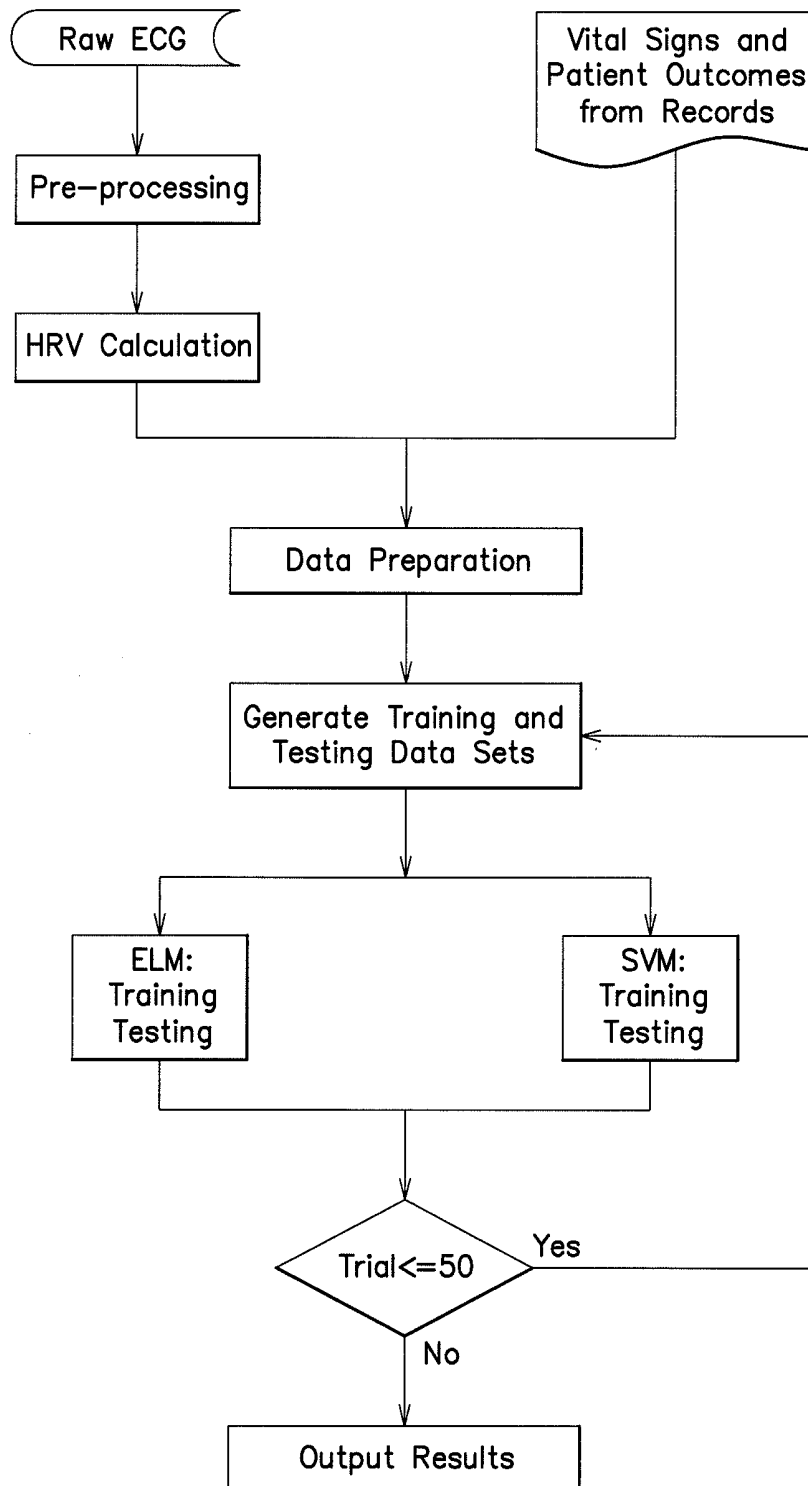 Raw ECG
Vital Signs and
Patient Outcomes
from Records
Pre-processing
HRV Calculation
Data Preparation
Generate Training and
Testing Data Sets
ELM:
Training
Testing
SVM:
Training
Testing
Trial<=50
Yes
No
Output Results